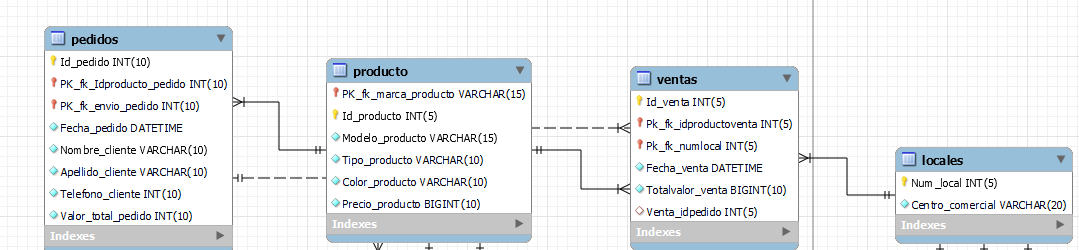 pedidos
Id_pedido INT(10)
PK_fk_Idproducto_pedido INT(10)
PK_fk_envio_pedido INT(10)
Fecha_pedido DATETIME
Nombre_cliente VARCHAR(10)
Apellido_cliente VARCHAR(10)
Telefono_cliente INT(10)
Valor_total_pedido INT(10)
Indexes
producto
PK_fk_marca_producto VARCHAR(15)
Id_producto INT(5)
Modelo_producto VARCHAR(15)
Tipo_producto VARCHAR(10)
Color_producto VARCHAR(10)
Precio_producto BIGINT(10)
Indexes
ventas
Id_venta INT(5)
Pk_fk_idproductoventa INT(5)
Pk_fk_numlocal INT(5)
Fecha_venta DATETIME
Totalvalor_venta BIGINT(10)
Venta_idpedido INT(5)
Indexes
locales
Num_local INT(5)
Centro_comercial VARCHAR(20)
Indexes